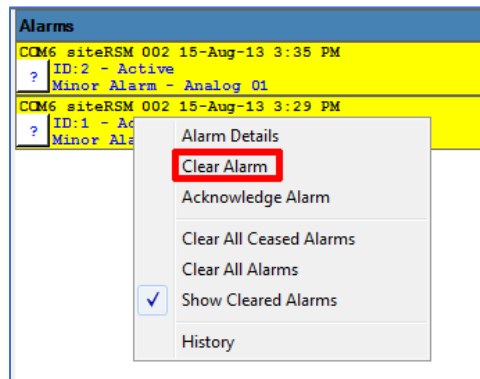 Alarms
COM6 siteRSM 002 15-Aug-13 3:35 PM
? ID:2 - Active
Minor Alarm - Analog 01
COM6 siteRSM 002 15-Aug-13 3:29 PM
? ID:1 -
Minor
Alarm Details
Clear Alarm
Acknowledge Alarm
Clear All Ceased Alarms
Clear All Alarms
Show Cleared Alarms
History